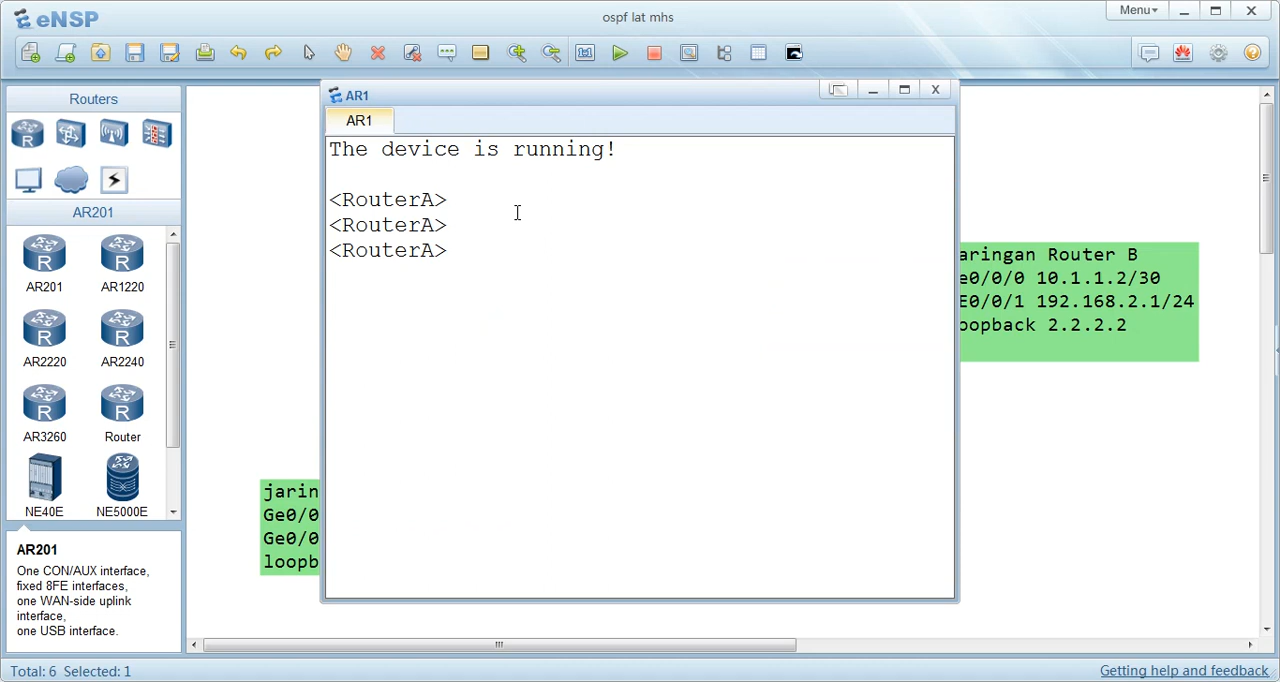 eNSP
ospf lat mhs
Menu
Routers
AR201
AR201
AR1220
AR2220
AR2240
AR3260
Router
NE40E
NE5000E
AR201
One CON/AUX interface,
fixed 8FE interfaces,
one WAN-side uplink
interface,
one USB interface.
AR1
AR1
The device is running!
<RouterA>
<RouterA>
<RouterA>
aringan Router B
e0/0/0 10.1.1.2/30
E0/0/1 192.168.2.1/24
oopback 2.2.2.2
jarin
Ge0/0
Ge0/0
loopb
Total: 6 Selected: 1
Getting help and feedback